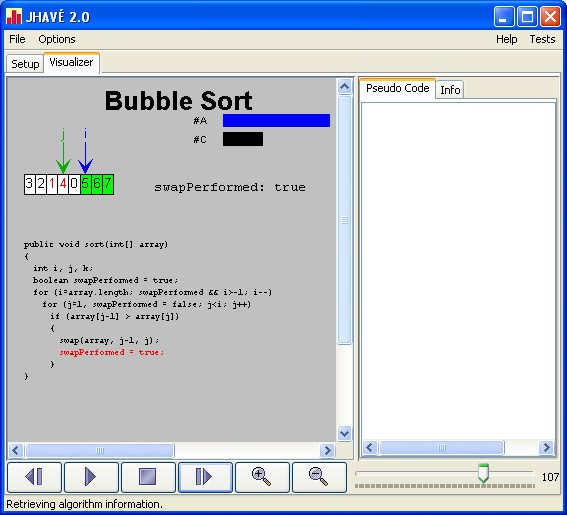 JHAVÉ 2.0
File Options Help Tests
Setup Visualizer
Pseudo Code Info
Bubble Sort
#A
#C
j i
3 2 1 4 0 5 6 7
swapPerformed: true
public void sort(int[] array)
{
int i, j, k;
boolean swapPerformed = true;
for (i=array.length; swapPerformed && i>-1; i--)
for (j=1, swapPerformed = false; j<i; j++)
if (array[j-1] > array[j])
{
swap(array, j-1, j);
swapPerformed = true;
}
}
107
Retrieving algorithm information.